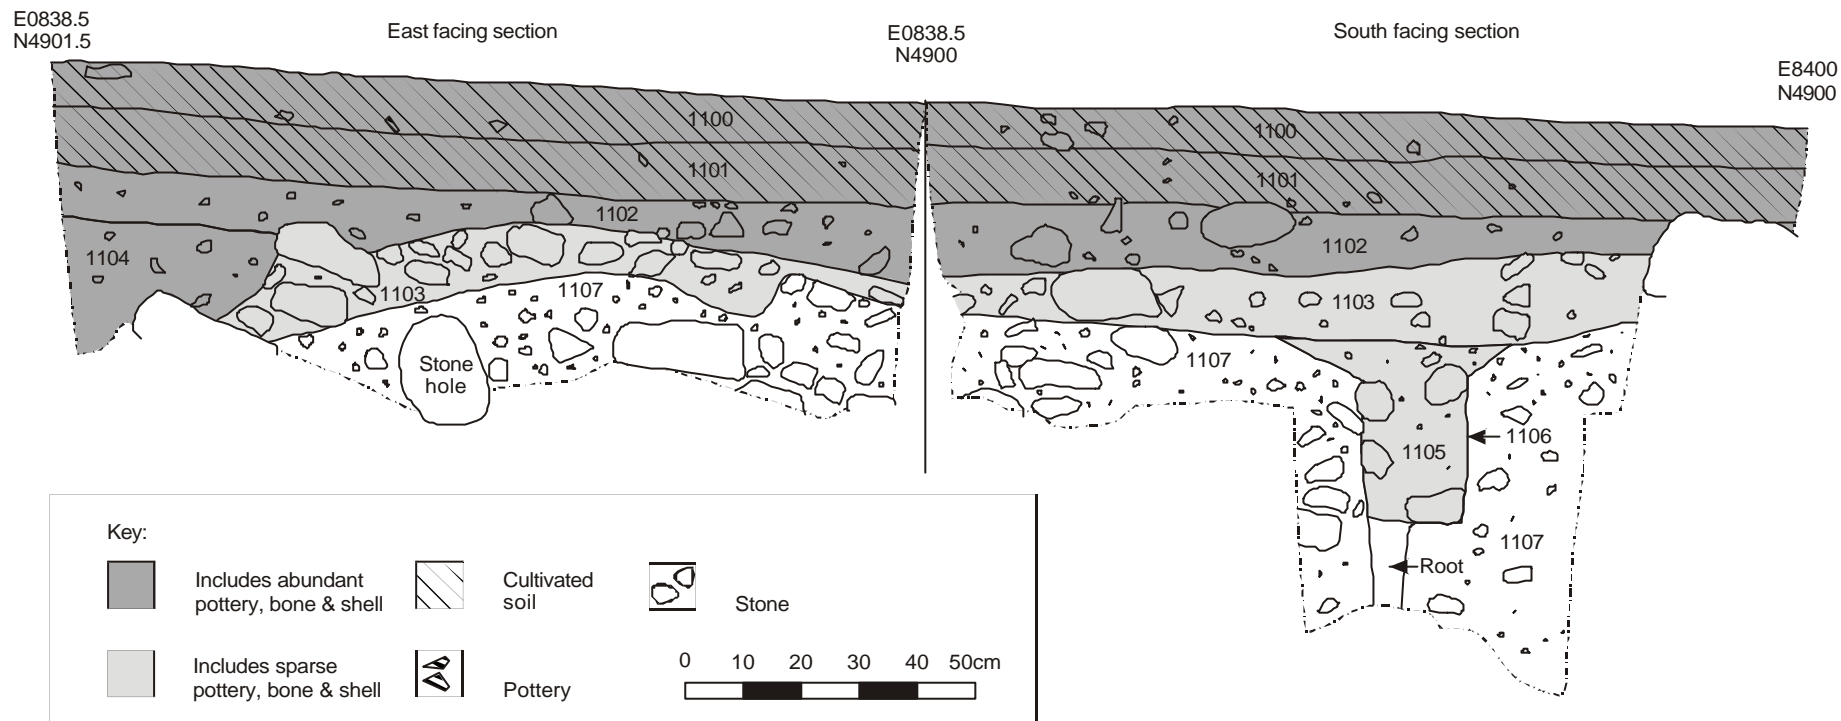 E0838.5
N4901.5
East facing section
E0838.5
N4900
South facing section
E8400
N4900
1100
1101
1102
1104
1103
1107
Stone
hole
1100
1101
1102
1103
1107
1105
1106
1107
Root
Key:
Includes abundant
pottery, bone & shell
Cultivated
soil
Stone
Includes sparse
pottery, bone & shell
Pottery
0 10 20 30 40 50cm